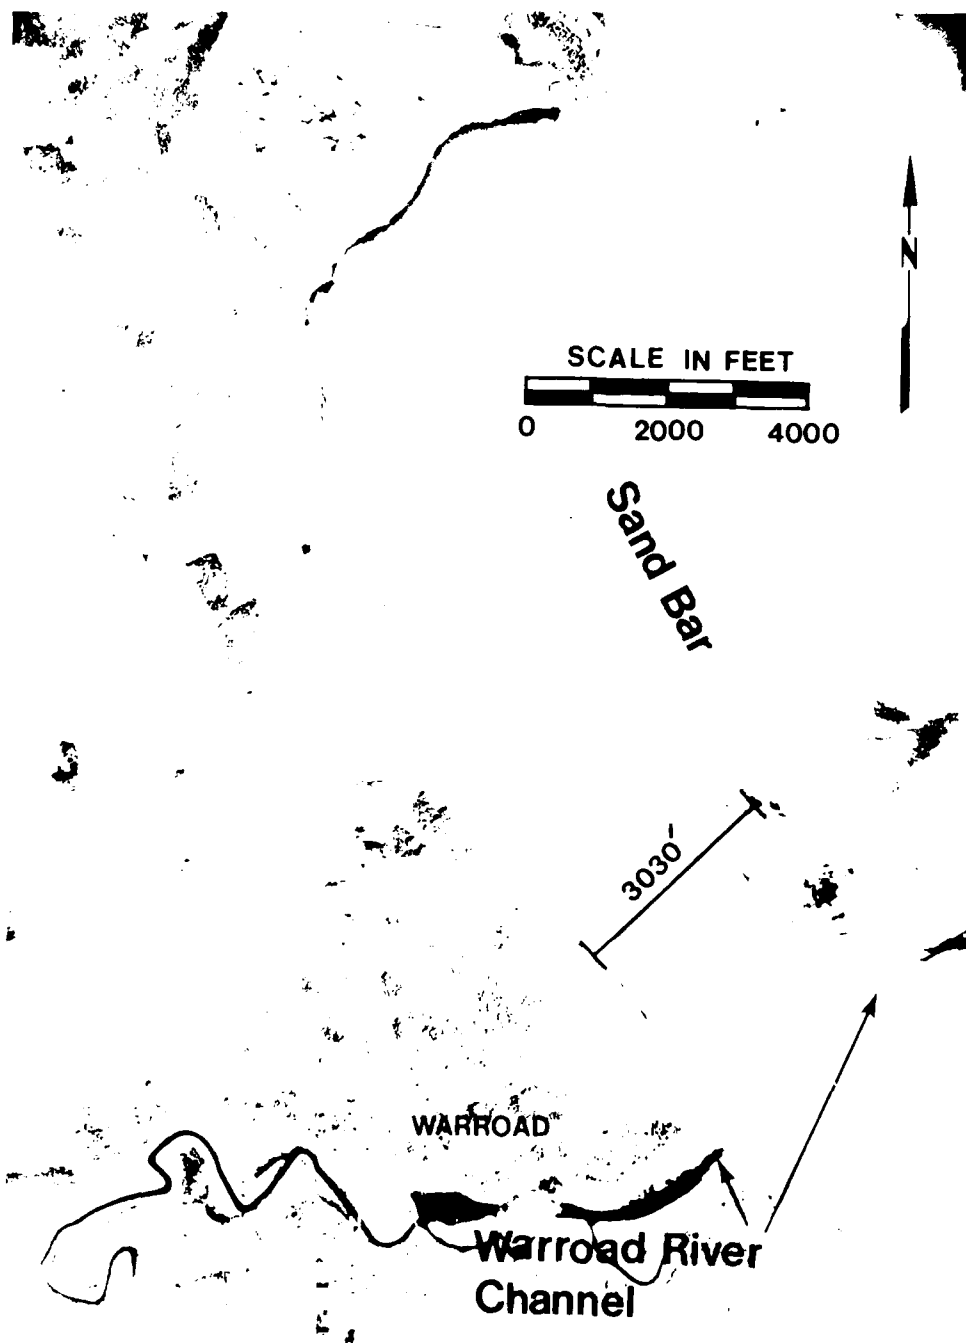 N
SCALE IN FEET
0 2000 4000
Sand Bar
3030'
WARROAD
Warroad River
Channel